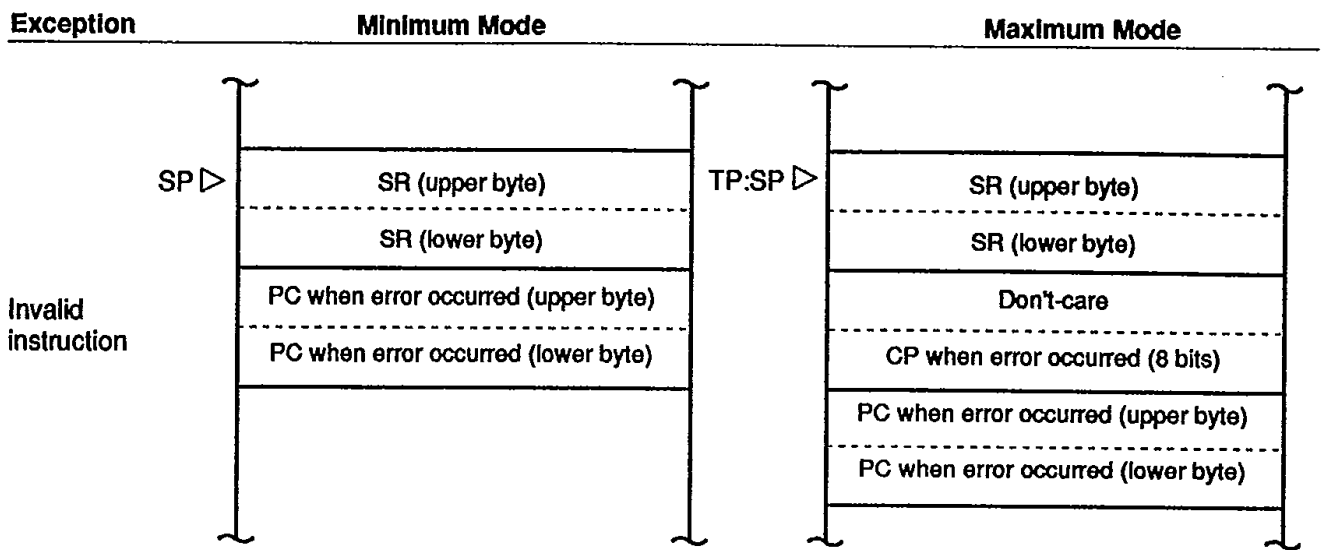 Exception Minimum Mode Maximum Mode
SP SR (upper byte)
SR (lower byte)
Invalid instruction
PC when error occurred (upper byte)
PC when error occurred (lower byte)
TP:SP SR (upper byte)
SR (lower byte)
Don't-care
CP when error occurred (8 bits)
PC when error occurred (upper byte)
PC when error occurred (lower byte)